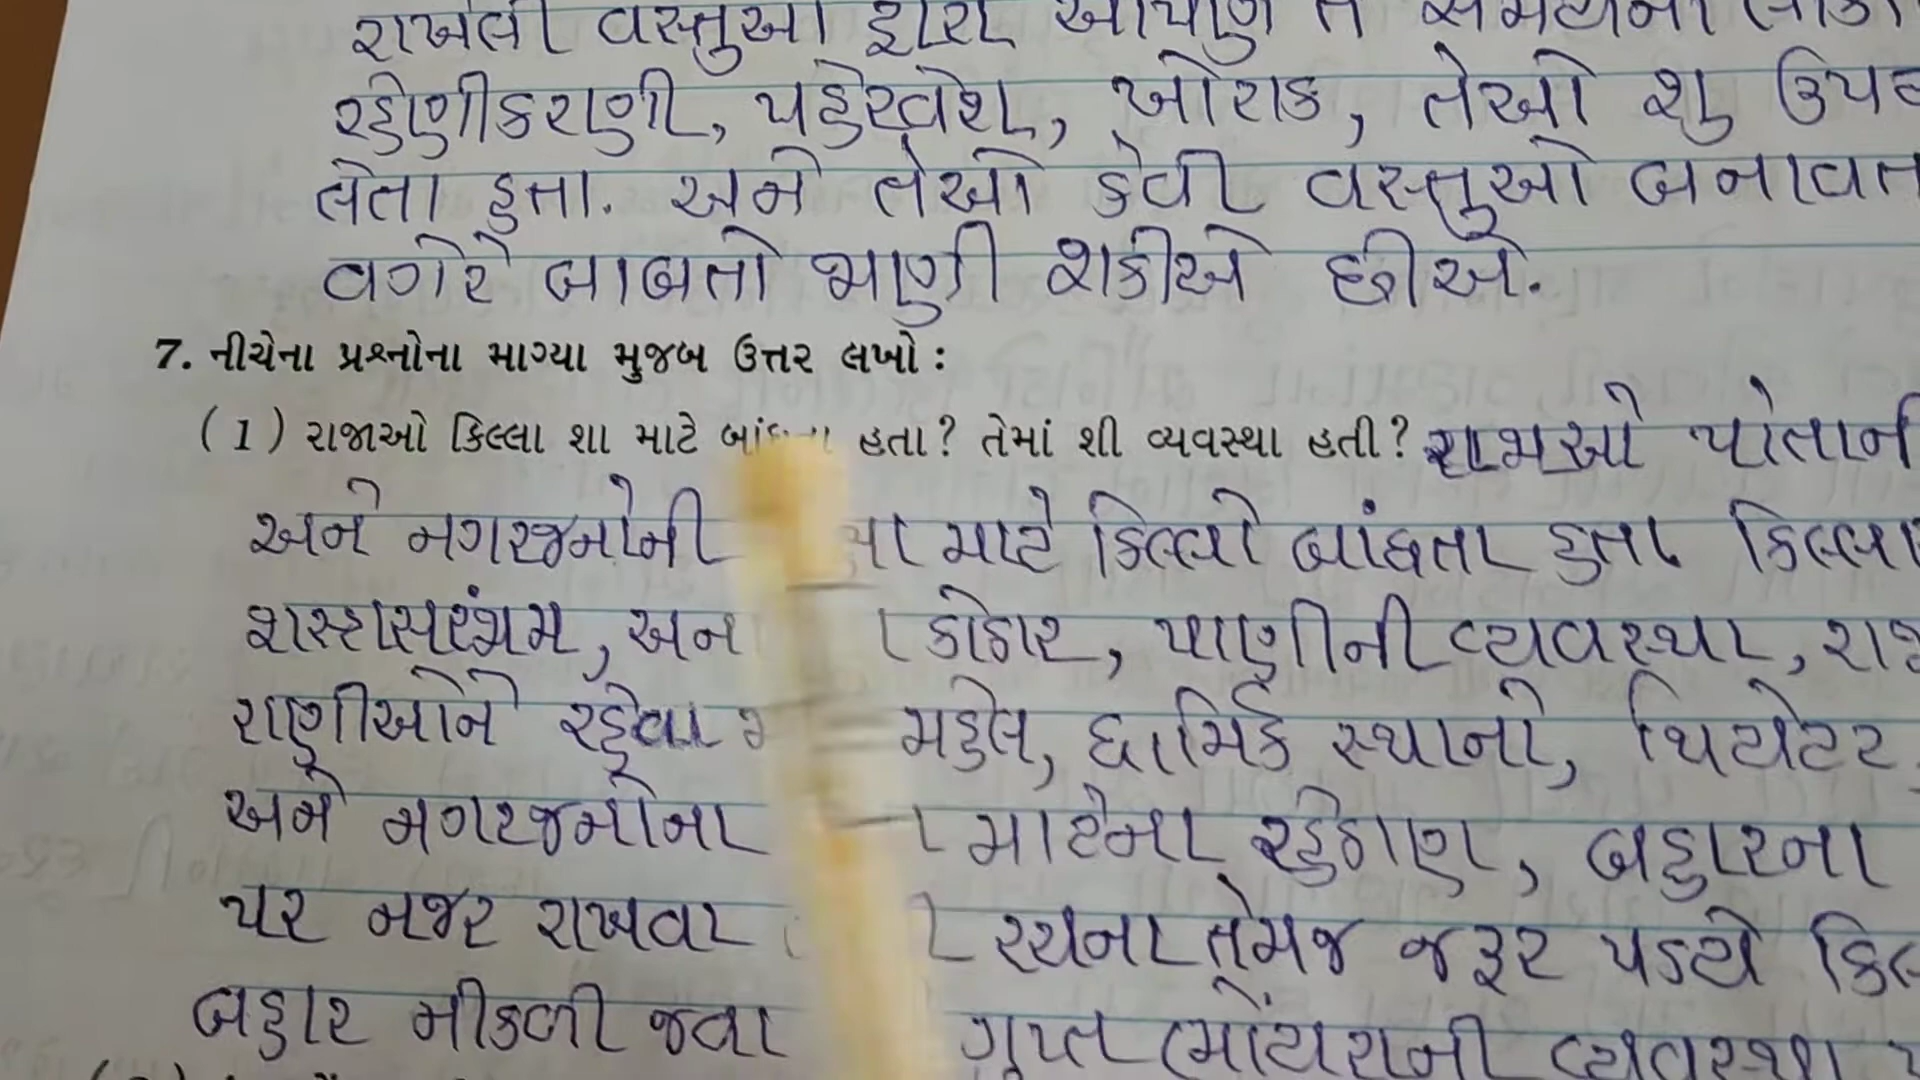 રાખેલી વસ્તુઓ દ્વારા આપણે તે સમયના
રહેણીકરણી, પહેરવેશ, ખોરાક, તેઓ શુ
લેતા હતા. અને તેઓ કેવી વસ્તુઓ બનાવત
વગેરે બાબતો જાણી શકીએ છીએ.
7. નીચેના પ્રશ્નોના માગ્યા મુજબ ઉત્તર લખો :
(1) રાજાઓ કિલ્લા શા માટે હતા? તેમાં શી વ્યવસ્થા હતી? રાજાઓ પોતાની
અને નગરજનોની માટે કિલ્લો બાંધતા હતા. કિલ્લા
શસ્ત્રસરંજામ, કોઠાર, પાણીની વ્યવસ્થા,
રાણીઓને રહેવા મહેલ, ધાર્મિક સ્થાનો, થિયેટર,
અને નગરજનોના માટેના રહેઠાણ, બહારના
પર નજર રાખવા રચના તેમજ જરૂર પડ્યે
બહાર નીકળી જવા ગુપ્ત ભોંયરાની વ્યવસ્થા